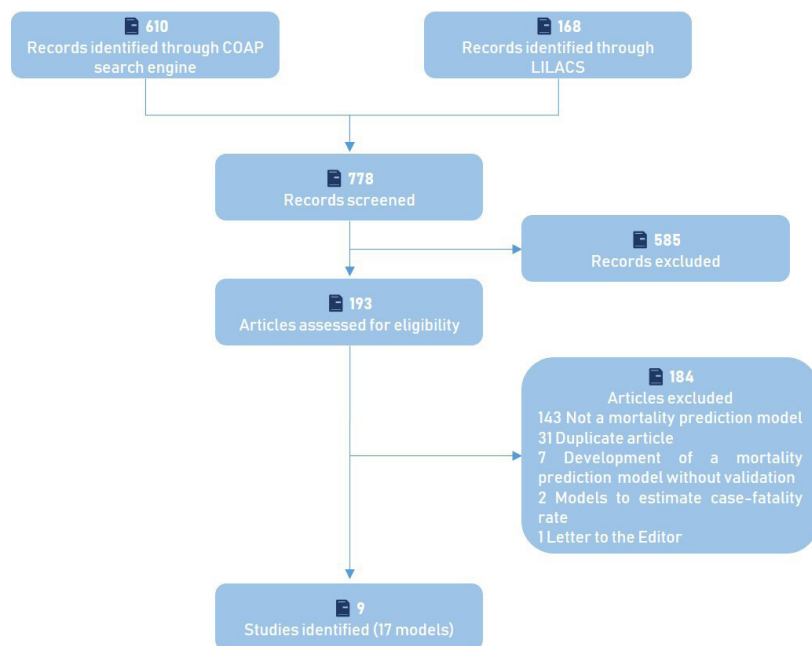 610
Records identified through COAP
search engine
168
Records identified through
LILACS
778
Records screened
585
Records excluded
193
Articles assessed for eligibility
184
Articles excluded
143 Not a mortality prediction model
31 Duplicate article
7 Development of a mortality
prediction model without validation
2 Models to estimate case-fatality
rate
1 Letter to the Editor
9
Studies identified (17 models)